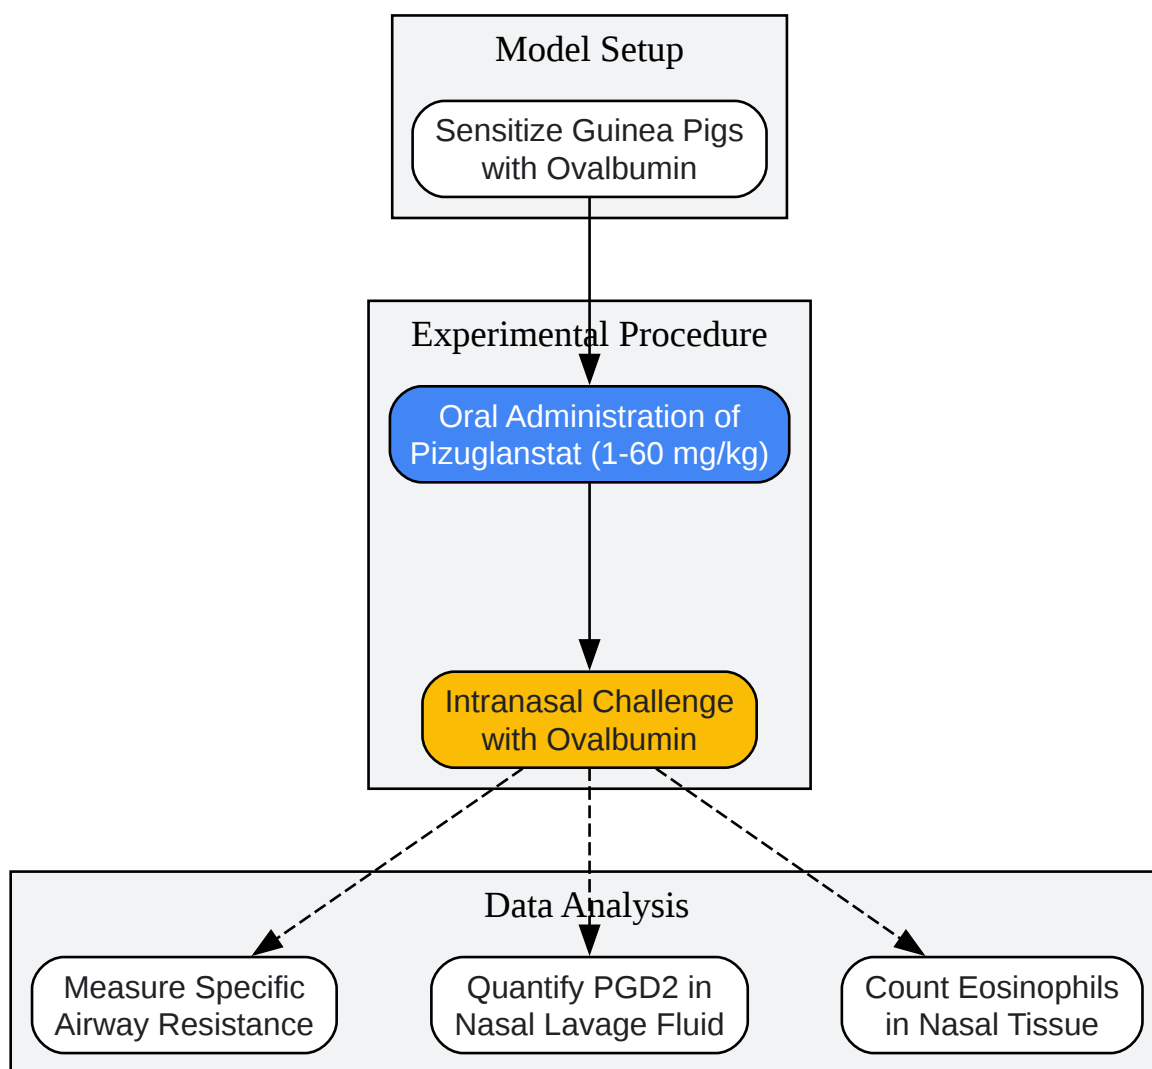 Model Setup
Sensitize Guinea Pigs
with Ovalbumin
Experimental Procedure
Oral Administration of
Pizuglanstat (1-60 mg/kg)
Intranasal Challenge
with Ovalbumin
Data Analysis
Measure Specific
Airway Resistance
Quantify PGD2 in
Nasal Lavage Fluid
Count Eosinophils
in Nasal Tissue